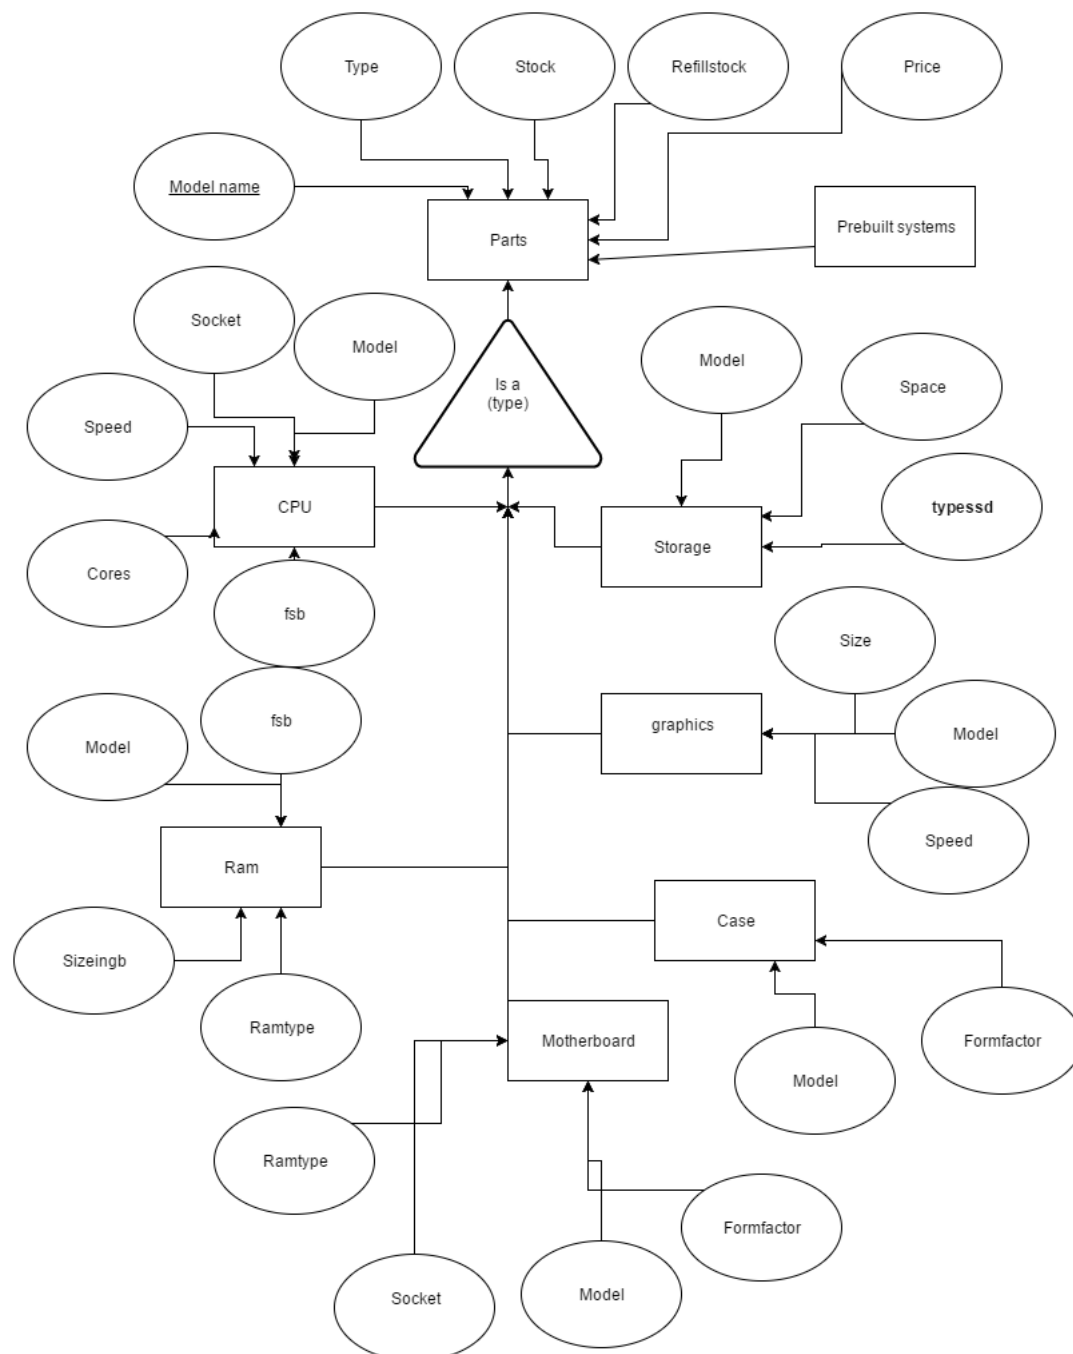 Type
Stock
Refillstock
Price
Model name
Parts
Prebuilt systems
Socket
Model
Is a
(type)
Model
Space
Speed
CPU
typessd
Storage
Cores
fsb
Size
fsb
Model
graphics
Model
Speed
Ram
Case
Sizeingb
Ramtype
Motherboard
Formfactor
Model
Ramtype
Formfactor
Socket
Model